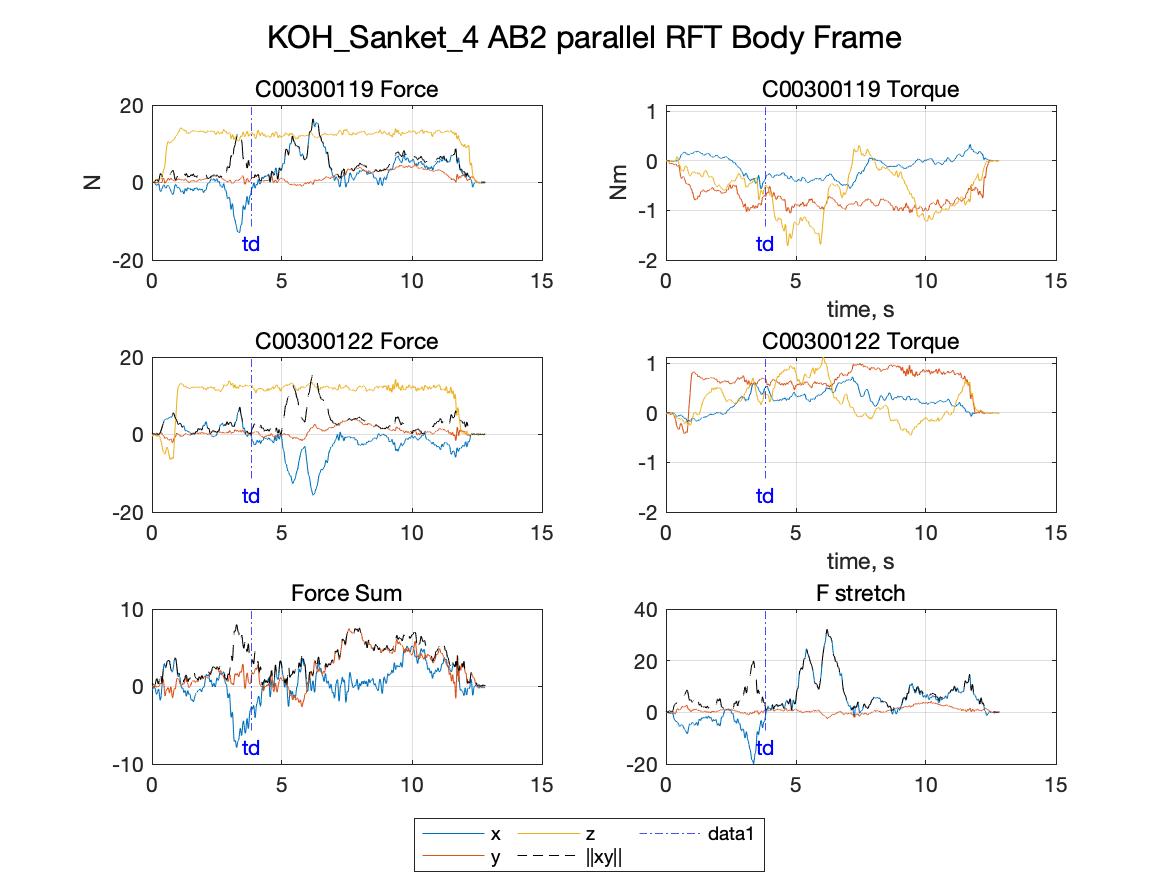 KOH_Sanket_4 AB2 parallel RFT Body Frame
C00300119 Force
20
0
-20
N
td
0 5 10 15
C00300119 Torque
1
0
-1
-2
Nm
td
0 5 10 15
time, s
C00300122 Force
20
0
-20
td
0 5 10 15
C00300122 Torque
1
0
-1
-2
td
0 5 10 15
time, s
Force Sum
10
0
-10
td
0 5 10 15
F stretch
40
20
0
-20
td
0 5 10 15
x z data1
y ||xy||